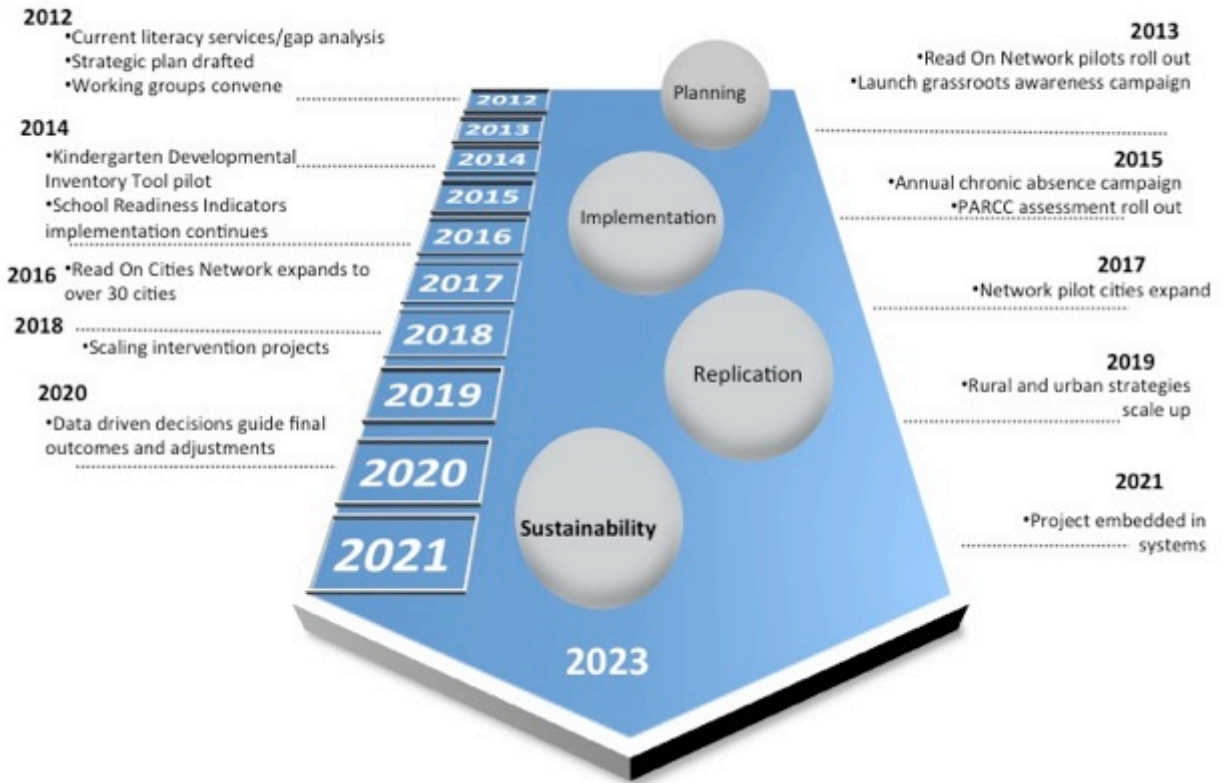 2012
•Current literacy services/gap analysis
•Strategic plan drafted
•Working groups convene
2014
•Kindergarten Developmental
Inventory Tool pilot
•School Readiness Indicators
implementation continues
2016 •Read On Cities Network expands to
over 30 cities
2018
•Scaling intervention projects
2020
•Data driven decisions guide final
outcomes and adjustments
2012
2013
2014
2015
2016
2017
2018
2019
2020
2021
Planning
Implementation
Replication
Sustainability
2023
2013
•Read On Network pilots roll out
•Launch grassroots awareness campaign
2015
•Annual chronic absence campaign
•PARCC assessment roll out
2017
•Network pilot cities expand
2019
•Rural and urban strategies
scale up
2021
•Project embedded in
systems